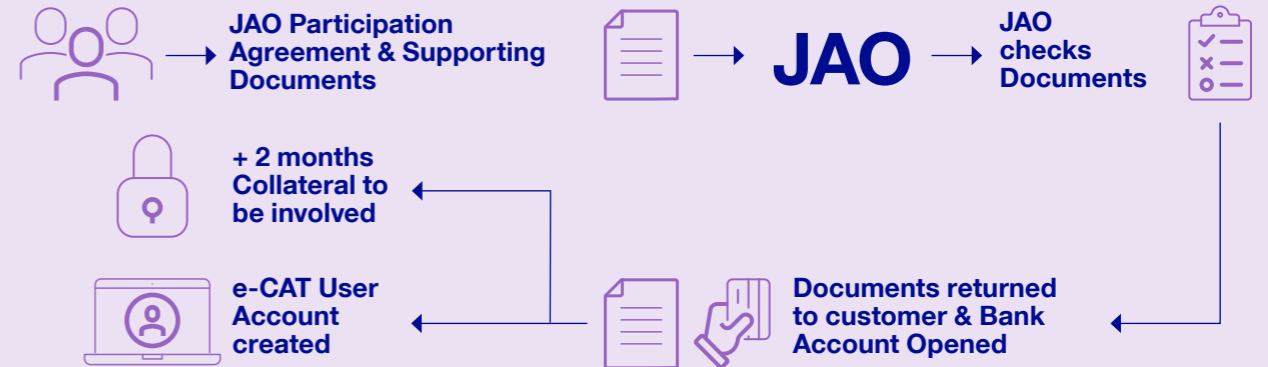 JAO Participation
Agreement & Supporting
Documents
JAO
JAO
checks
Documents
+ 2 months
Collateral to
be involved
e-CAT User
Account
created
Documents returned
to customer & Bank
Account Opened